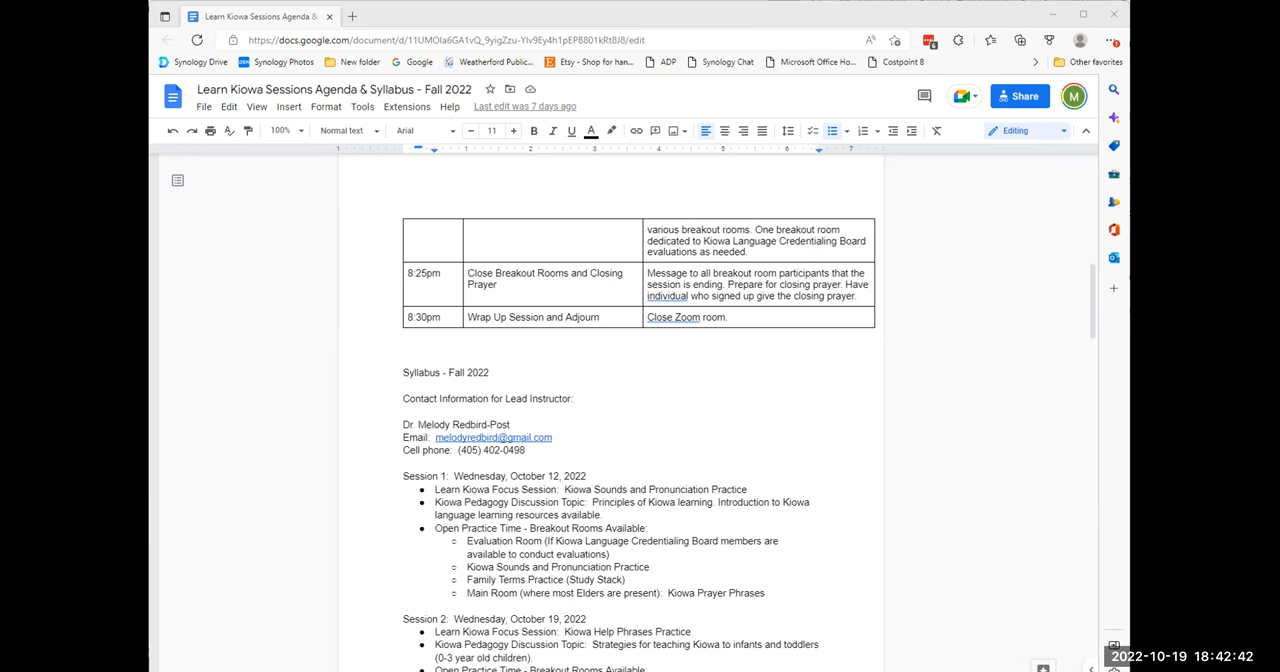 Learn Kiowa Sessions Agenda &
https://docs.google.com/document/d/11UMOla6GA1vQ_9yigZzu-Ylv9Ey4h1pEPB801kRt8J8/edit
Synology Drive
Synology Photos
New folder
Google
Weatherford Public...
Etsy - Shop for han...
ADP
Synology Chat
Microsoft Office Ho...
Costpoint 8
Other favorites
Learn Kiowa Sessions Agenda & Syllabus - Fall 2022
File Edit View Insert Format Tools Extensions Help Last edit was 7 days ago
Share
M
100% Normal text Arial 11 Editing
various breakout rooms. One breakout room
dedicated to Kiowa Language Credentialing Board
evaluations as needed.
8:25pm
Close Breakout Rooms and Closing
Prayer
Message to all breakout room participants that the
session is ending. Prepare for closing prayer. Have
individual who signed up give the closing prayer.
8:30pm
Wrap Up Session and Adjourn
Close Zoom room.
Syllabus - Fall 2022
Contact Information for Lead Instructor:
Dr. Melody Redbird-Post
Email: melodyredbird@gmail.com
Cell phone: (405) 402-0498
Session 1: Wednesday, October 12, 2022
● Learn Kiowa Focus Session: Kiowa Sounds and Pronunciation Practice
● Kiowa Pedagogy Discussion Topic: Principles of Kiowa learning. Introduction to Kiowa
language learning resources available.
● Open Practice Time - Breakout Rooms Available:
○ Evaluation Room (If Kiowa Language Credentialing Board members are
available to conduct evaluations)
○ Kiowa Sounds and Pronunciation Practice
○ Family Terms Practice (Study Stack)
○ Main Room (where most Elders are present): Kiowa Prayer Phrases
Session 2: Wednesday, October 19, 2022
● Learn Kiowa Focus Session: Kiowa Help Phrases Practice
● Kiowa Pedagogy Discussion Topic: Strategies for teaching Kiowa to infants and toddlers
(0-3 year old children).
● Open Practice Time - Breakout Rooms Available:
2022-10-19 18:42:42